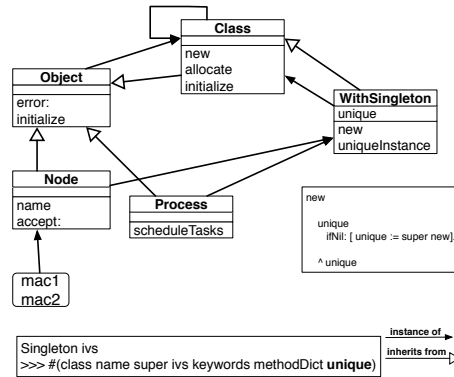 Class
new
allocate
initialize
Object
error:
initialize
WithSingleton
unique
new
uniqueInstance
Node
name
accept:
Process
scheduleTasks
new
unique
ifNil: [ unique := super new].
^ unique
mac1
mac2
instance of
inherits from
Singleton ivs
>>> #(class name super ivs keywords methodDict unique)